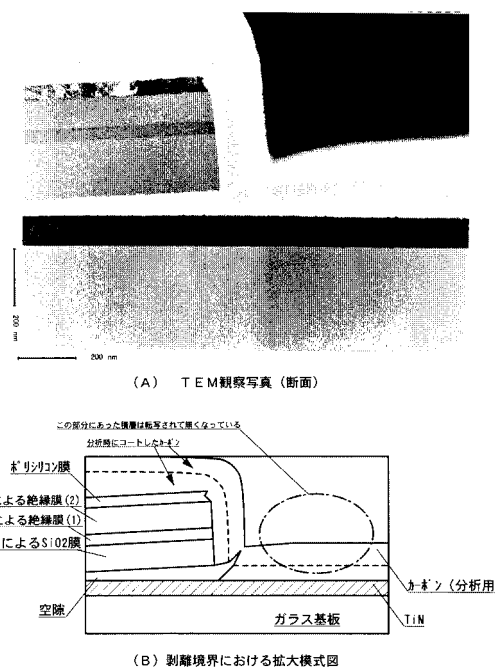 200 nm
200 nm
(A) TEM観察写真(断面)
この部分にあった積層は転写されて無くなっている
分析時にコートしたカーボン
ポリシリコン膜
による絶縁膜(2)
による絶縁膜(1)
によるSiO2膜
カーボン(分析用
空隙
ガラス基板
TiN
(B) 剥離境界における拡大模式図